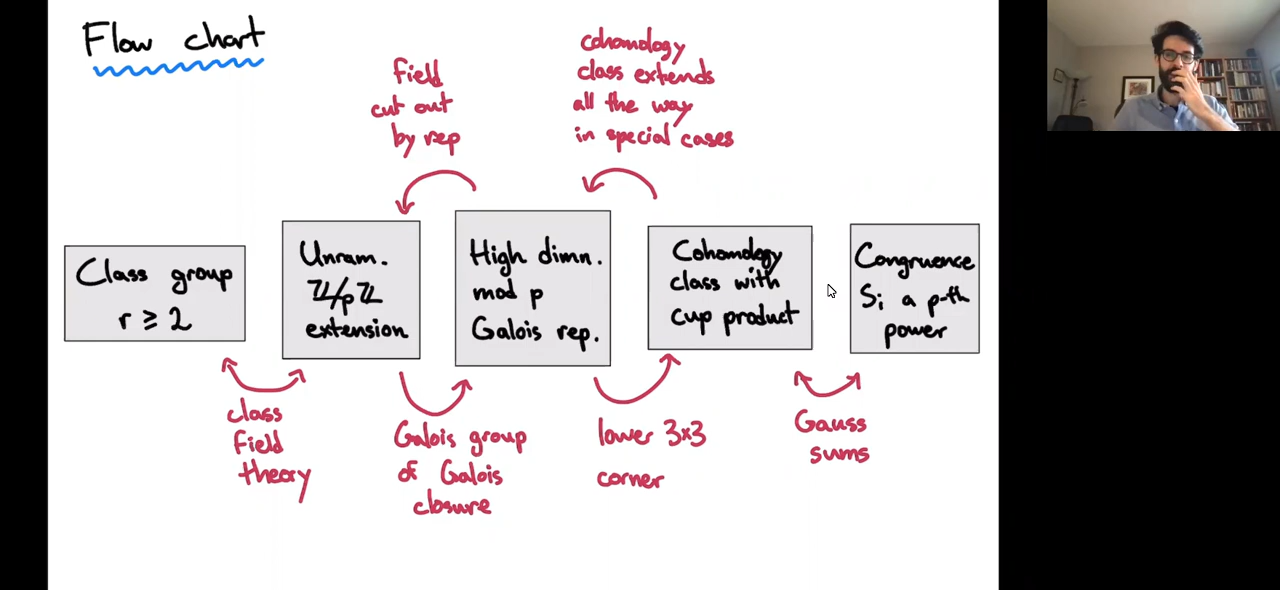 Flow chart
field
cut out
by rep
cohomology
class extends
all the way
in special cases
Class group
r ≥ 2
Unram.
ℤ/pℤ
extension
High dimn.
mod p
Galois rep.
Cohomology
class with
cup product
Congruence
Sᵢ a p-th
power
class
field
theory
Galois group
of Galois
closure
lower 3x3
corner
Gauss
sums